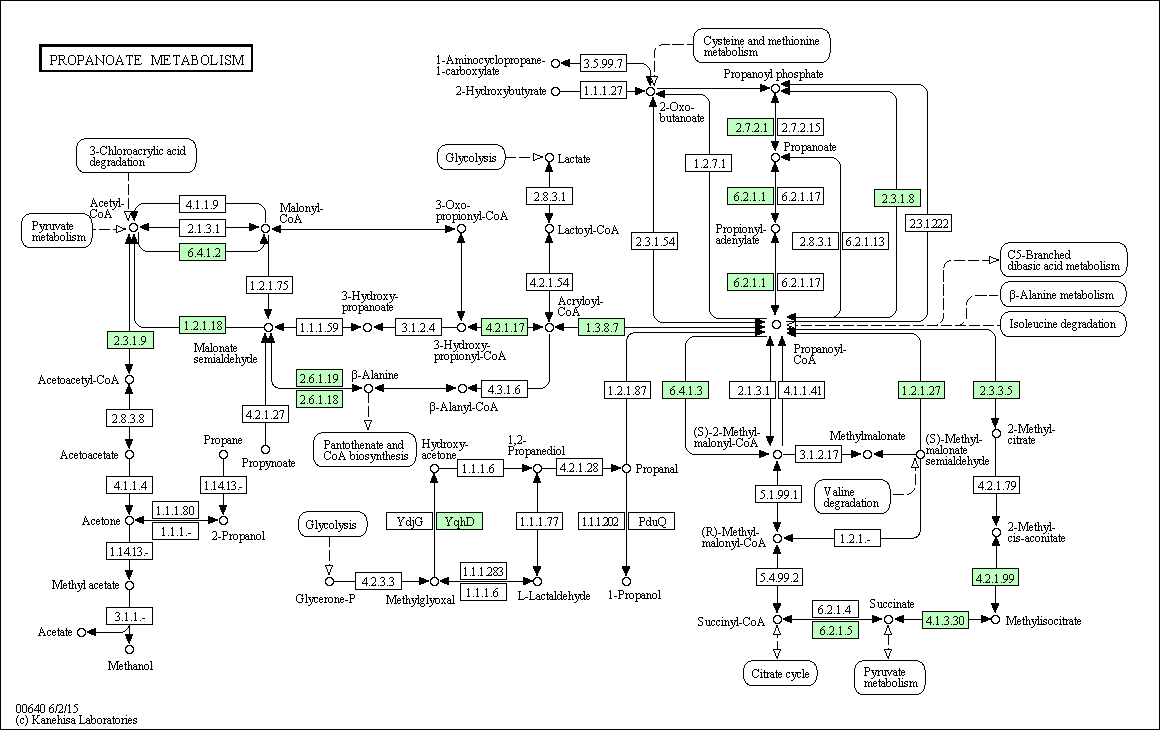 PROPANOATE METABOLISM
Cysteine and methionine
metabolism
1-Aminocyclopropane-
1-carboxylate
3.5.99.7
2-Hydroxybutyrate
1.1.1.27
2-Oxo-
butanoate
Propanoyl phosphate
2.7.2.1
2.7.2.15
Propanoate
1.2.7.1
3-Chloroacrylic acid
degradation
Glycolysis
Lactate
2.8.3.1
6.2.1.1
6.2.1.17
2.3.1.8
2.3.1.222
Acetyl-
CoA
4.1.1.9
Malonyl-
CoA
3-Oxo-
propionyl-CoA
Pyruvate
metabolism
2.1.3.1
6.4.1.2
Lactoyl-CoA
2.3.1.54
Propionyl-
adenylate
2.8.3.1
6.2.1.13
C5-Branched
dibasic acid metabolism
1.2.1.75
4.2.1.54
6.2.1.1
6.2.1.17
β-Alanine metabolism
3-Hydroxy-
propanoate
Acryloyl-
CoA
Isoleucine degradation
1.2.1.18
1.1.1.59
3.1.2.4
4.2.1.17
1.3.8.7
2.3.1.9
Malonate
semialdehyde
3-Hydroxy-
propionyl-CoA
Propanoyl-
CoA
Acetoacetyl-CoA
2.6.1.19
2.6.1.18
β-Alanine
4.3.1.6
β-Alanyl-CoA
1.2.1.87
6.4.1.3
2.1.3.1
4.1.1.41
1.2.1.27
2.3.3.5
2.8.3.8
4.2.1.27
Acetoacetate
Propane
Propynoate
Pantothenate and
CoA biosynthesis
Hydroxy-
acetone
1,2-
Propanediol
(S)-2-Methyl-
malonyl-CoA
Methylmalonate
(S)-Methyl-
malonate
semialdehyde
2-Methyl-
citrate
1.1.1.6
4.2.1.28
Propanal
3.1.2.17
4.1.1.4
1.14.13.-
5.1.99.1
Valine
degradation
4.2.1.79
Acetone
1.1.1.80
1.1.1.-
2-Propanol
Glycolysis
YdjG
YqhD
1.1.1.77
1.1.1.202
PduQ
(R)-Methyl-
malonyl-CoA
1.2.1.-
2-Methyl-
cis-aconitate
1.14.13.-
Methyl acetate
4.2.3.3
1.1.1.283
1.1.1.6
5.4.99.2
4.2.1.99
Glycerone-P
Methylglyoxal
L-Lactaldehyde
1-Propanol
3.1.1.-
Acetate
Methanol
Succinyl-CoA
6.2.1.4
6.2.1.5
Succinate
4.1.3.30
Methylisocitrate
Citrate cycle
Pyruvate
metabolism
00640 6/2/15
(c) Kanehisa Laboratories